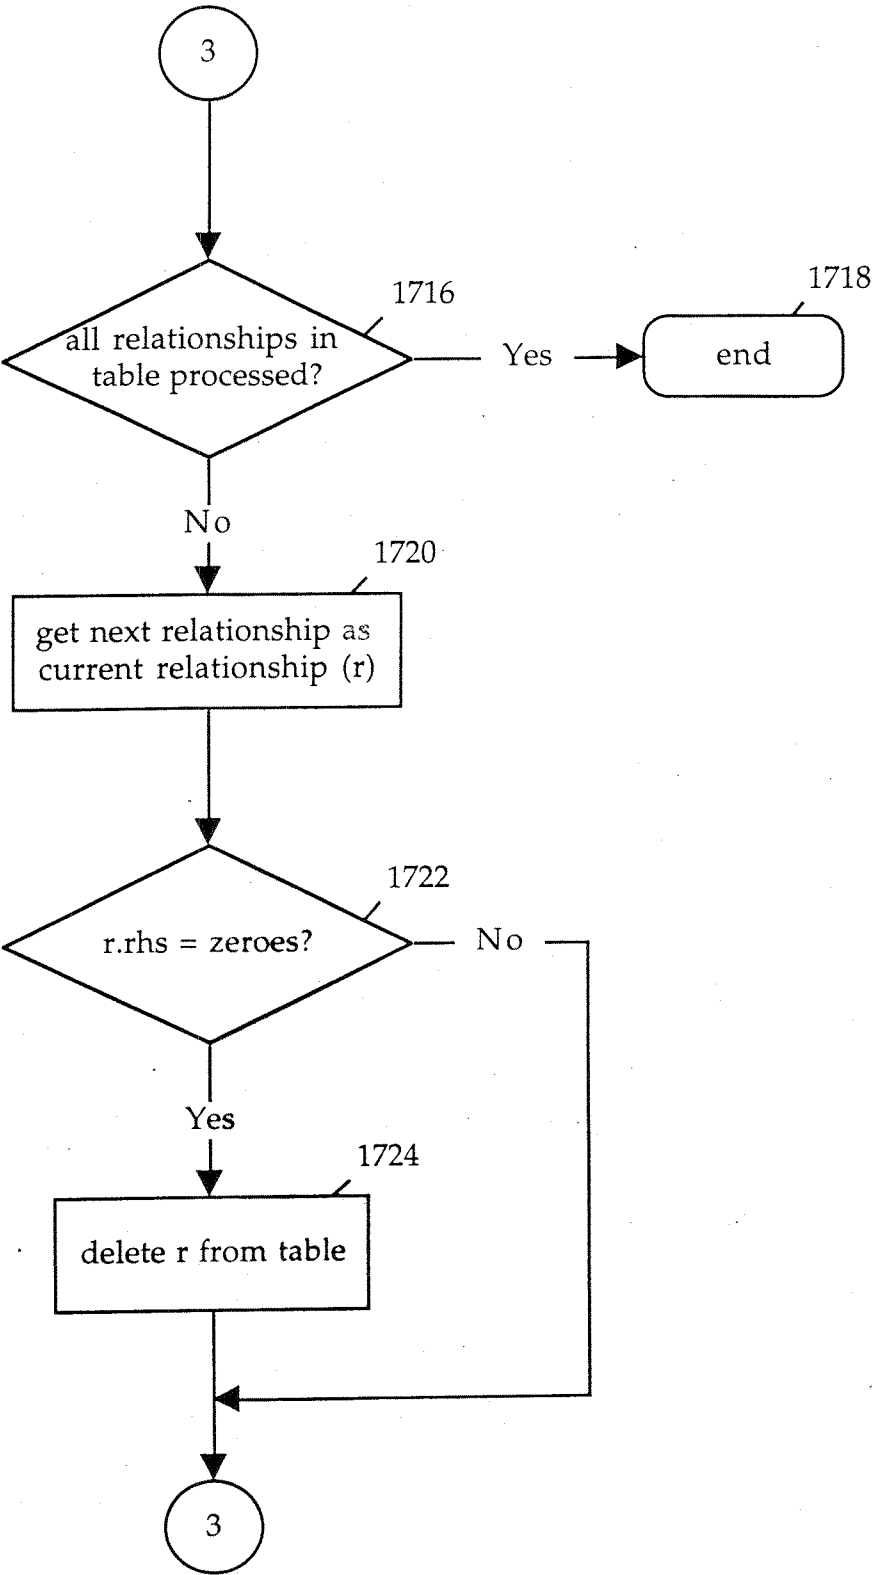 3
1716
1718
all relationships in
table processed?
Yes
end
No
1720
get next relationship as
current relationship (r)
1722
r.rhs = zeroes?
No
Yes
1724
delete r from table
3